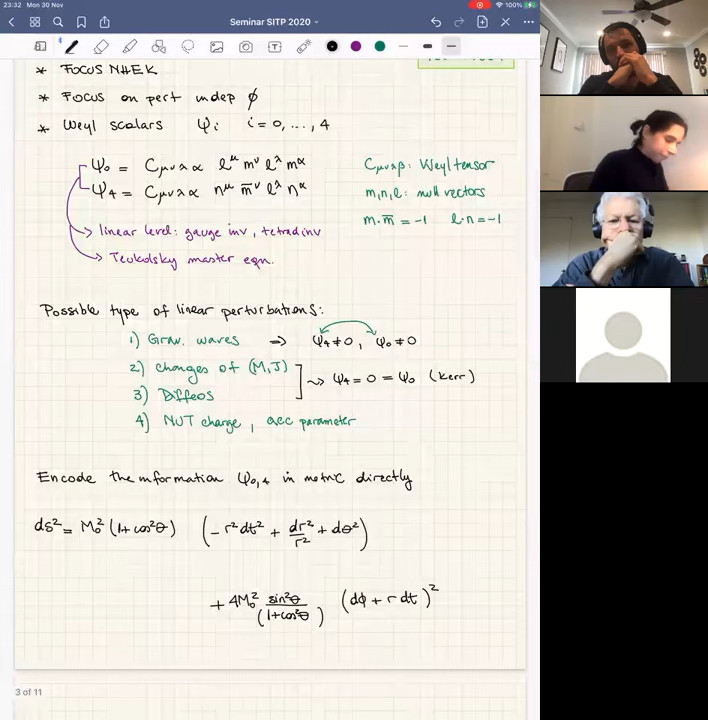 23:32 Mon 30 Nov
100%
Seminar SITP 2020
* FOCUS NHEK
* FOCUS on pert indep ϕ
* Weyl scalars Ψi i = 0, ..., 4
Ψ0 = Cμνλα l^μ m^ν l^λ m^α
Ψ4 = Cμνλα n^μ m̄^ν l^λ n^α
Cμνλβ: Weyl tensor
m,n,l: null vectors
m·m̄ = -1 l·n = -1
linear level: gauge inv, tetrad inv
Teukolsky master eqn.
Possible type of linear perturbations:
1) Grav. waves ⇒ Ψ4≠0, Ψ0≠0
2) Changes of (M,J)
3) Diffeos
⇝ Ψ4 = 0 = Ψ0 (Kerr)
4) NUT charge, acc parameter
Encode the information Ψ0,4 in metric directly
ds² = M0² (1+cos²θ) (-r²dt² + dr²/r² + dθ²)
+ 4M0² sin²θ/(1+cos²θ) (dϕ + r dt)²
3 of 11